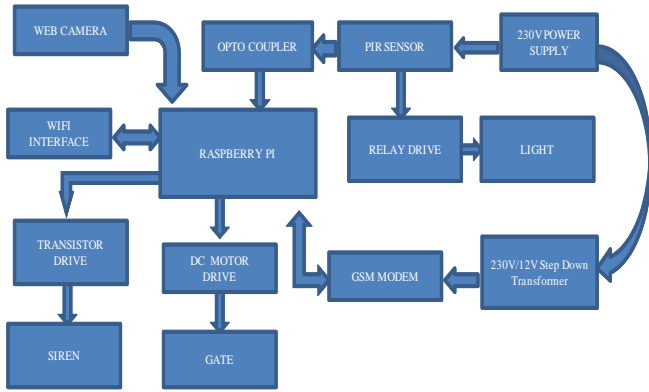 WEB CAMERA
OPTO COUPLER
PIR SENSOR
230V POWER
SUPPLY
WIFI
INTERFACE
RASPBERRY PI
RELAY DRIVE
LIGHT
TRANSISTOR
DRIVE
DC MOTOR
DRIVE
GSM MODEM
230V/12V Step Down
Transformer
SIREN
GATE